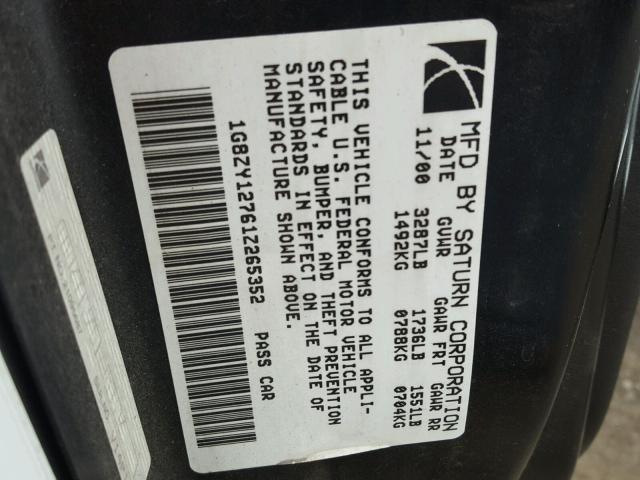 MFD BY SATURN CORPORATION
DATE GVWR GAWR FRT GAWR RR
11/00 3287LB 1736LB 1551LB
1492KG 0788KG 0704KG
THIS VEHICLE CONFORMS TO ALL APPLI-
CABLE U.S. FEDERAL MOTOR VEHICLE
SAFETY, BUMPER, AND THEFT PREVENTION
STANDARDS IN EFFECT ON THE DATE OF
MANUFACTURE SHOWN ABOVE.
1G8ZY12761Z265352 PASS CAR